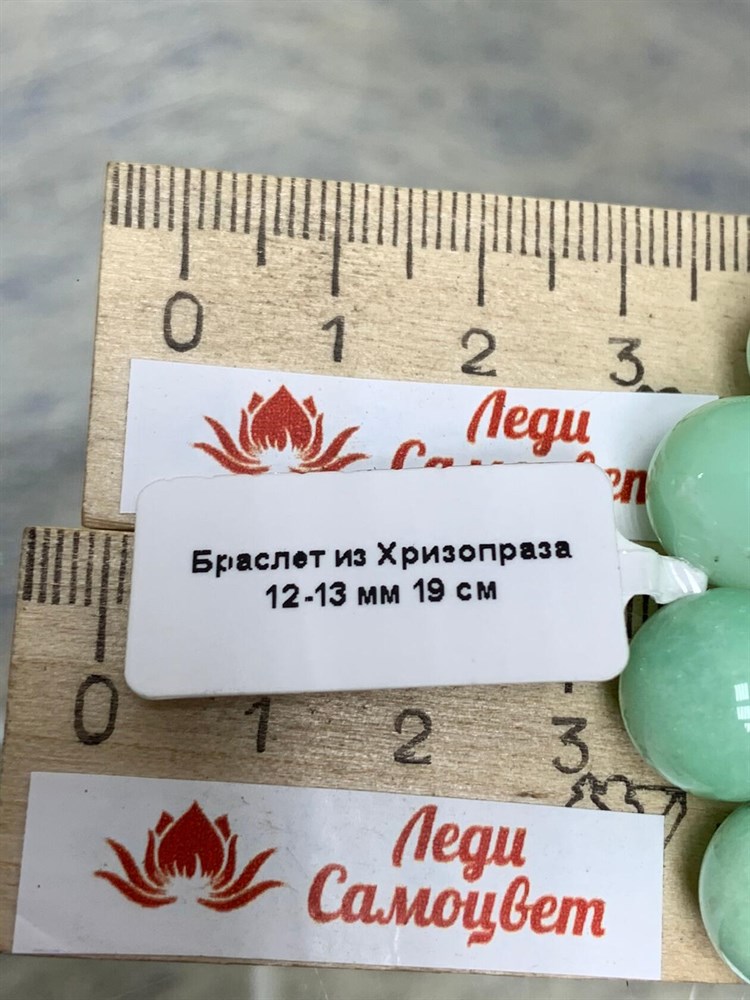 0 1 2 3
Леди
Самоцвет
Браслет из Хризопраза
12-13 мм 19 см
0 1 2 3
Леди
Самоцвет